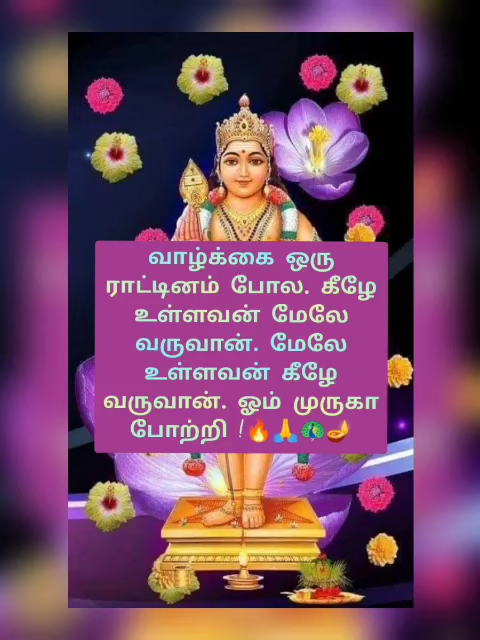 வாழ்க்கை ஒரு
ராட்டினம் போல. கீழே
உள்ளவன் மேலே
வருவான். மேலே
உள்ளவன் கீழே
வருவான். ஓம் முருகா
போற்றி !🔥🙏🦚🪔